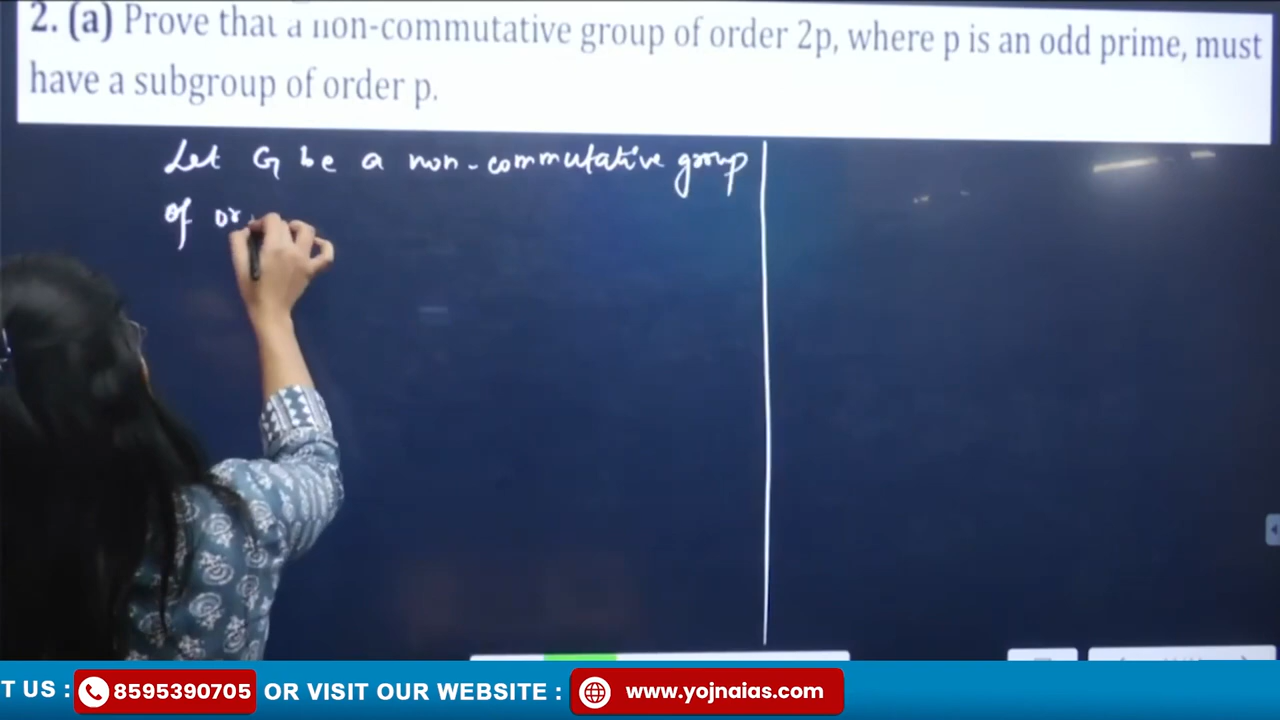 2. (a) Prove that a non-commutative group of order 2p, where p is an odd prime, must
have a subgroup of order p.
Let G be a non-commutative group
of or
T US : 8595390705 OR VISIT OUR WEBSITE : www.yojnaias.com